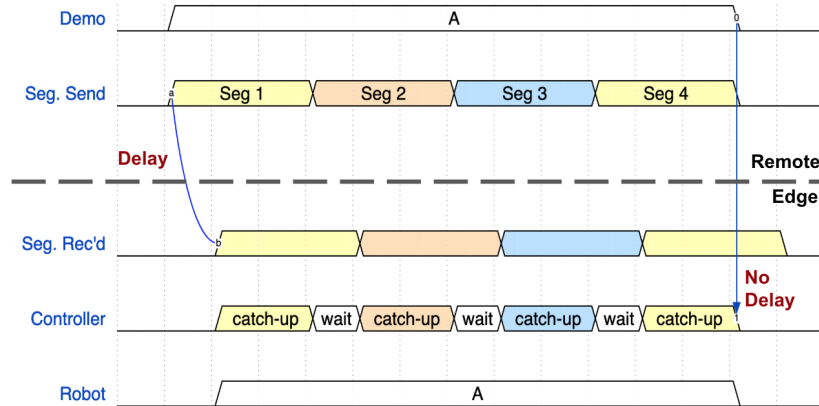 Demo
A
0
Seg. Send
a
Seg 1
Seg 2
Seg 3
Seg 4
Delay
Remote
Edge
Seg. Rec'd
b
No
Delay
Controller
catch-up
wait
catch-up
wait
catch-up
wait
catch-up
1
Robot
A